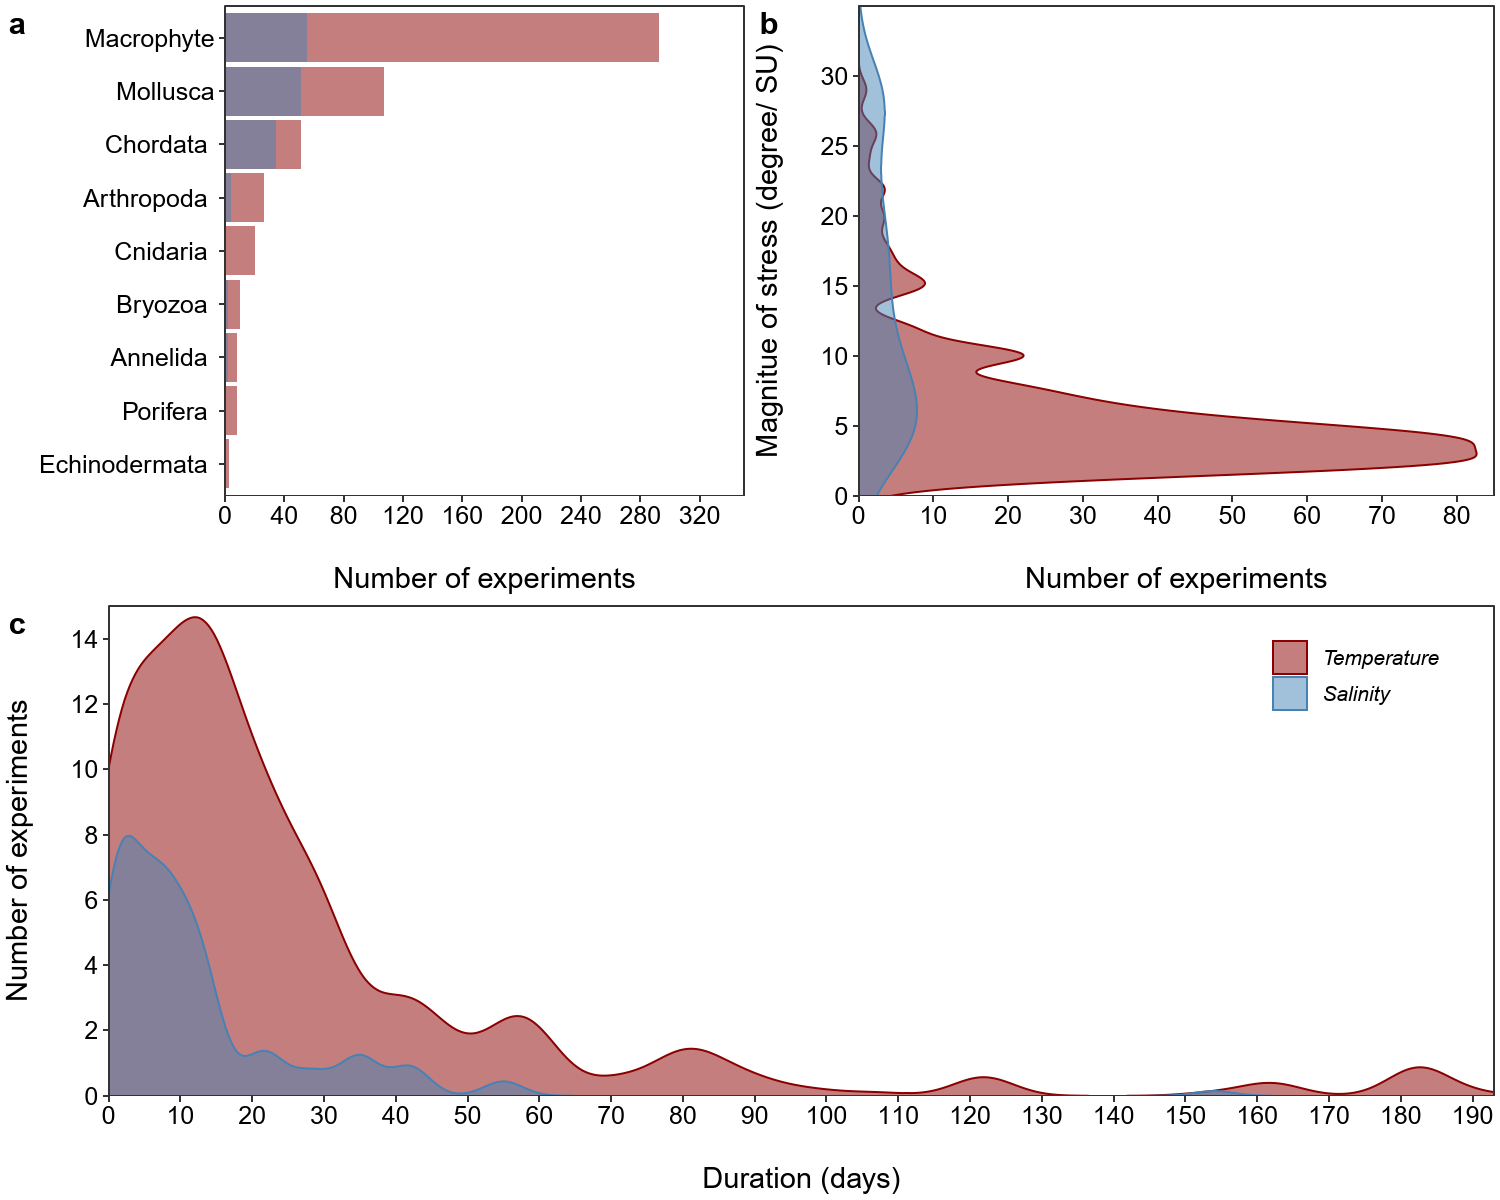 a
Macrophyte
Mollusca
Chordata
Arthropoda
Cnidaria
Bryozoa
Annelida
Porifera
Echinodermata
0 40 80 120 160 200 240 280 320
Number of experiments
b
Magnitue of stress (degree/ SU)
30
25
20
15
10
5
0
0 10 20 30 40 50 60 70 80
Number of experiments
c
Number of experiments
14
12
10
8
6
4
2
0
0 10 20 30 40 50 60 70 80 90 100 110 120 130 140 150 160 170 180 190
Duration (days)
Temperature
Salinity